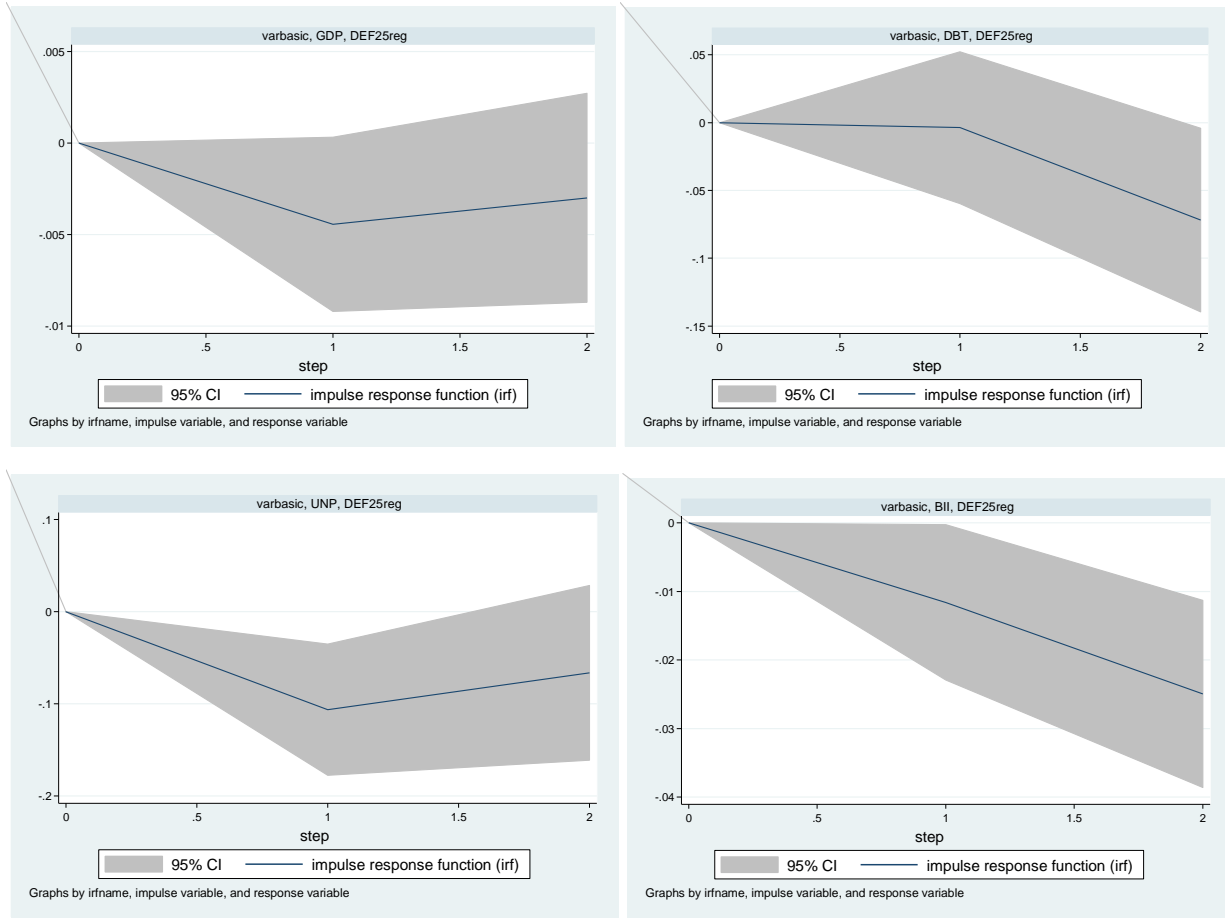 varbasic, GDP, DEF25reg
.005
0
-.005
-.01
0 .5 1 1.5 2
step
95% CI impulse response function (irf)
Graphs by irfname, impulse variable, and response variable
varbasic, DBT, DEF25reg
.05
0
-.05
-.1
-.15
0 .5 1 1.5 2
step
95% CI impulse response function (irf)
Graphs by irfname, impulse variable, and response variable
varbasic, UNP, DEF25reg
.1
0
-.1
-.2
0 .5 1 1.5 2
step
95% CI impulse response function (irf)
Graphs by irfname, impulse variable, and response variable
varbasic, BII, DEF25reg
0
-.01
-.02
-.03
-.04
0 .5 1 1.5 2
step
95% CI impulse response function (irf)
Graphs by irfname, impulse variable, and response variable